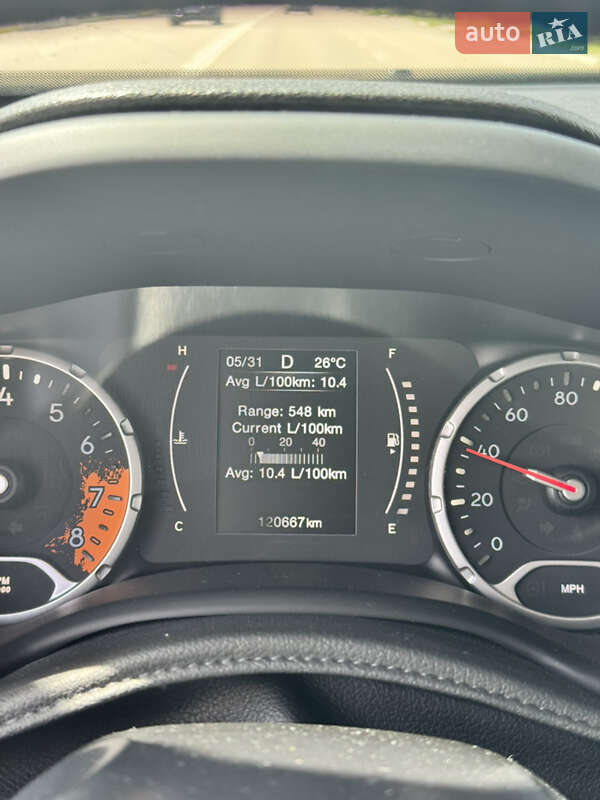 auto RIA .com
05/31 D 26°C
Avg L/100km: 10.4
Range: 548 km
Current L/100km
0 20 40
Avg: 10.4 L/100km
120667km
H
C
F
E
4
5
6
7
8
0
20
40
60
80
MPH